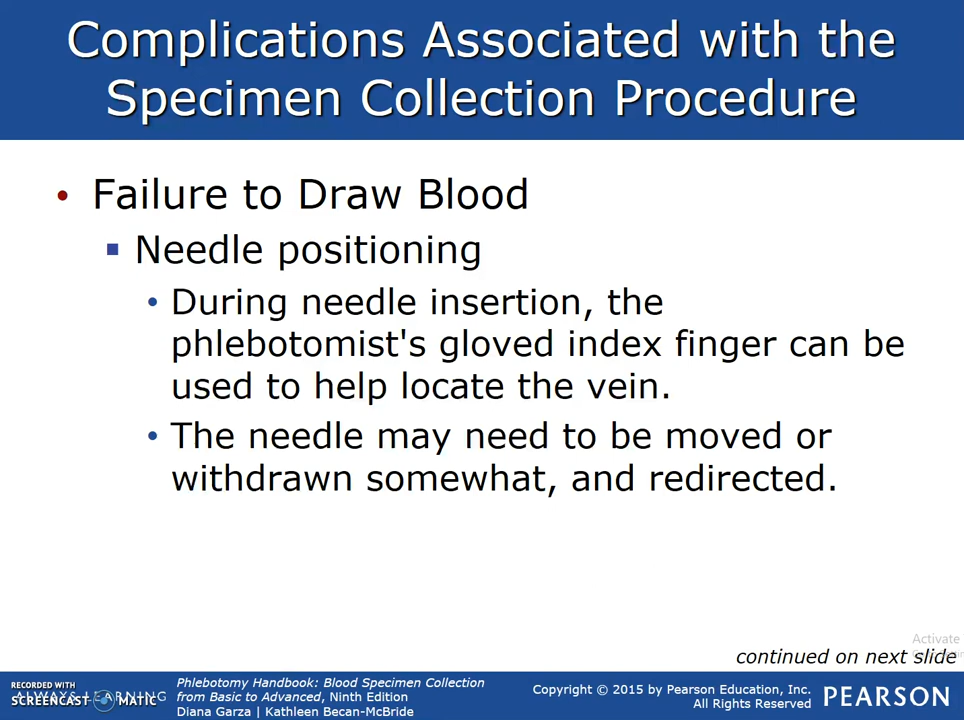 Complications Associated with the
Specimen Collection Procedure
• Failure to Draw Blood
▪ Needle positioning
• During needle insertion, the
phlebotomist's gloved index finger can be
used to help locate the vein.
• The needle may need to be moved or
withdrawn somewhat, and redirected.
Activate
continued on next slide
RECORDED WITH
SCREENCAST MATIC
ALWAYS LEARNING
Phlebotomy Handbook: Blood Specimen Collection
from Basic to Advanced, Ninth Edition
Diana Garza | Kathleen Becan-McBride
Copyright © 2015 by Pearson Education, Inc.
All Rights Reserved
PEARSON